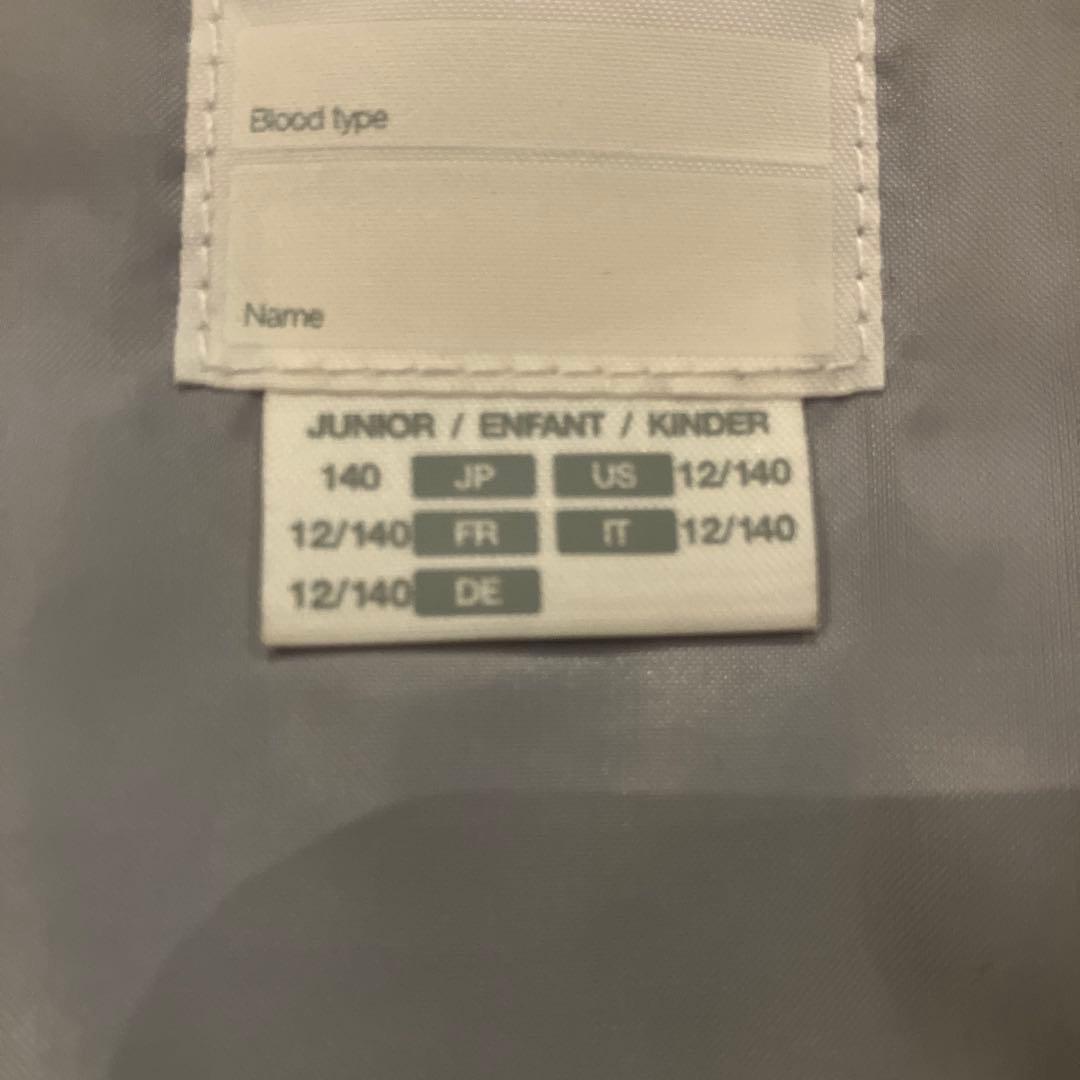 Blood type
Name
JUNIOR / ENFANT / KINDER
140 JP US 12/140
12/140 FR IT 12/140
12/140 DE